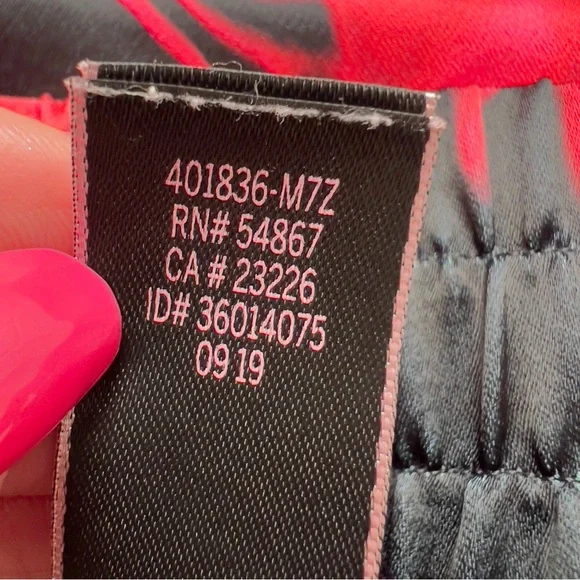 401836-M7Z
RN# 54867
CA # 23226
ID# 36014075
09 19